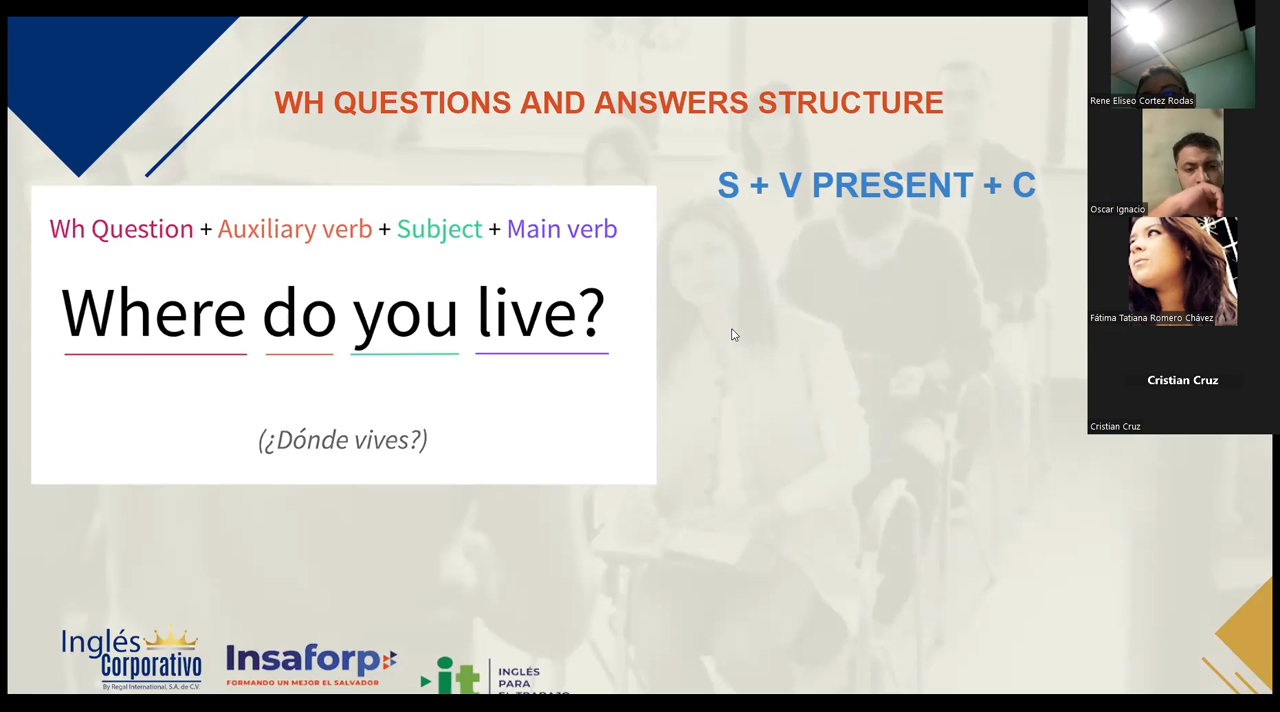 WH QUESTIONS AND ANSWERS STRUCTURE
S + V PRESENT + C
Wh Question + Auxiliary verb + Subject + Main verb
Where do you live?
(¿Dónde vives?)
Inglés
Corporativo
By Regal International, S.A. de C.V.
Insaforp
FORMANDO UN MEJOR EL SALVADOR
it
INGLÉS
PARA
EL TRABAJO
Rene Eliseo Cortez Rodas
Oscar Ignacio
Fátima Tatiana Romero Chávez
Cristian Cruz
Cristian Cruz